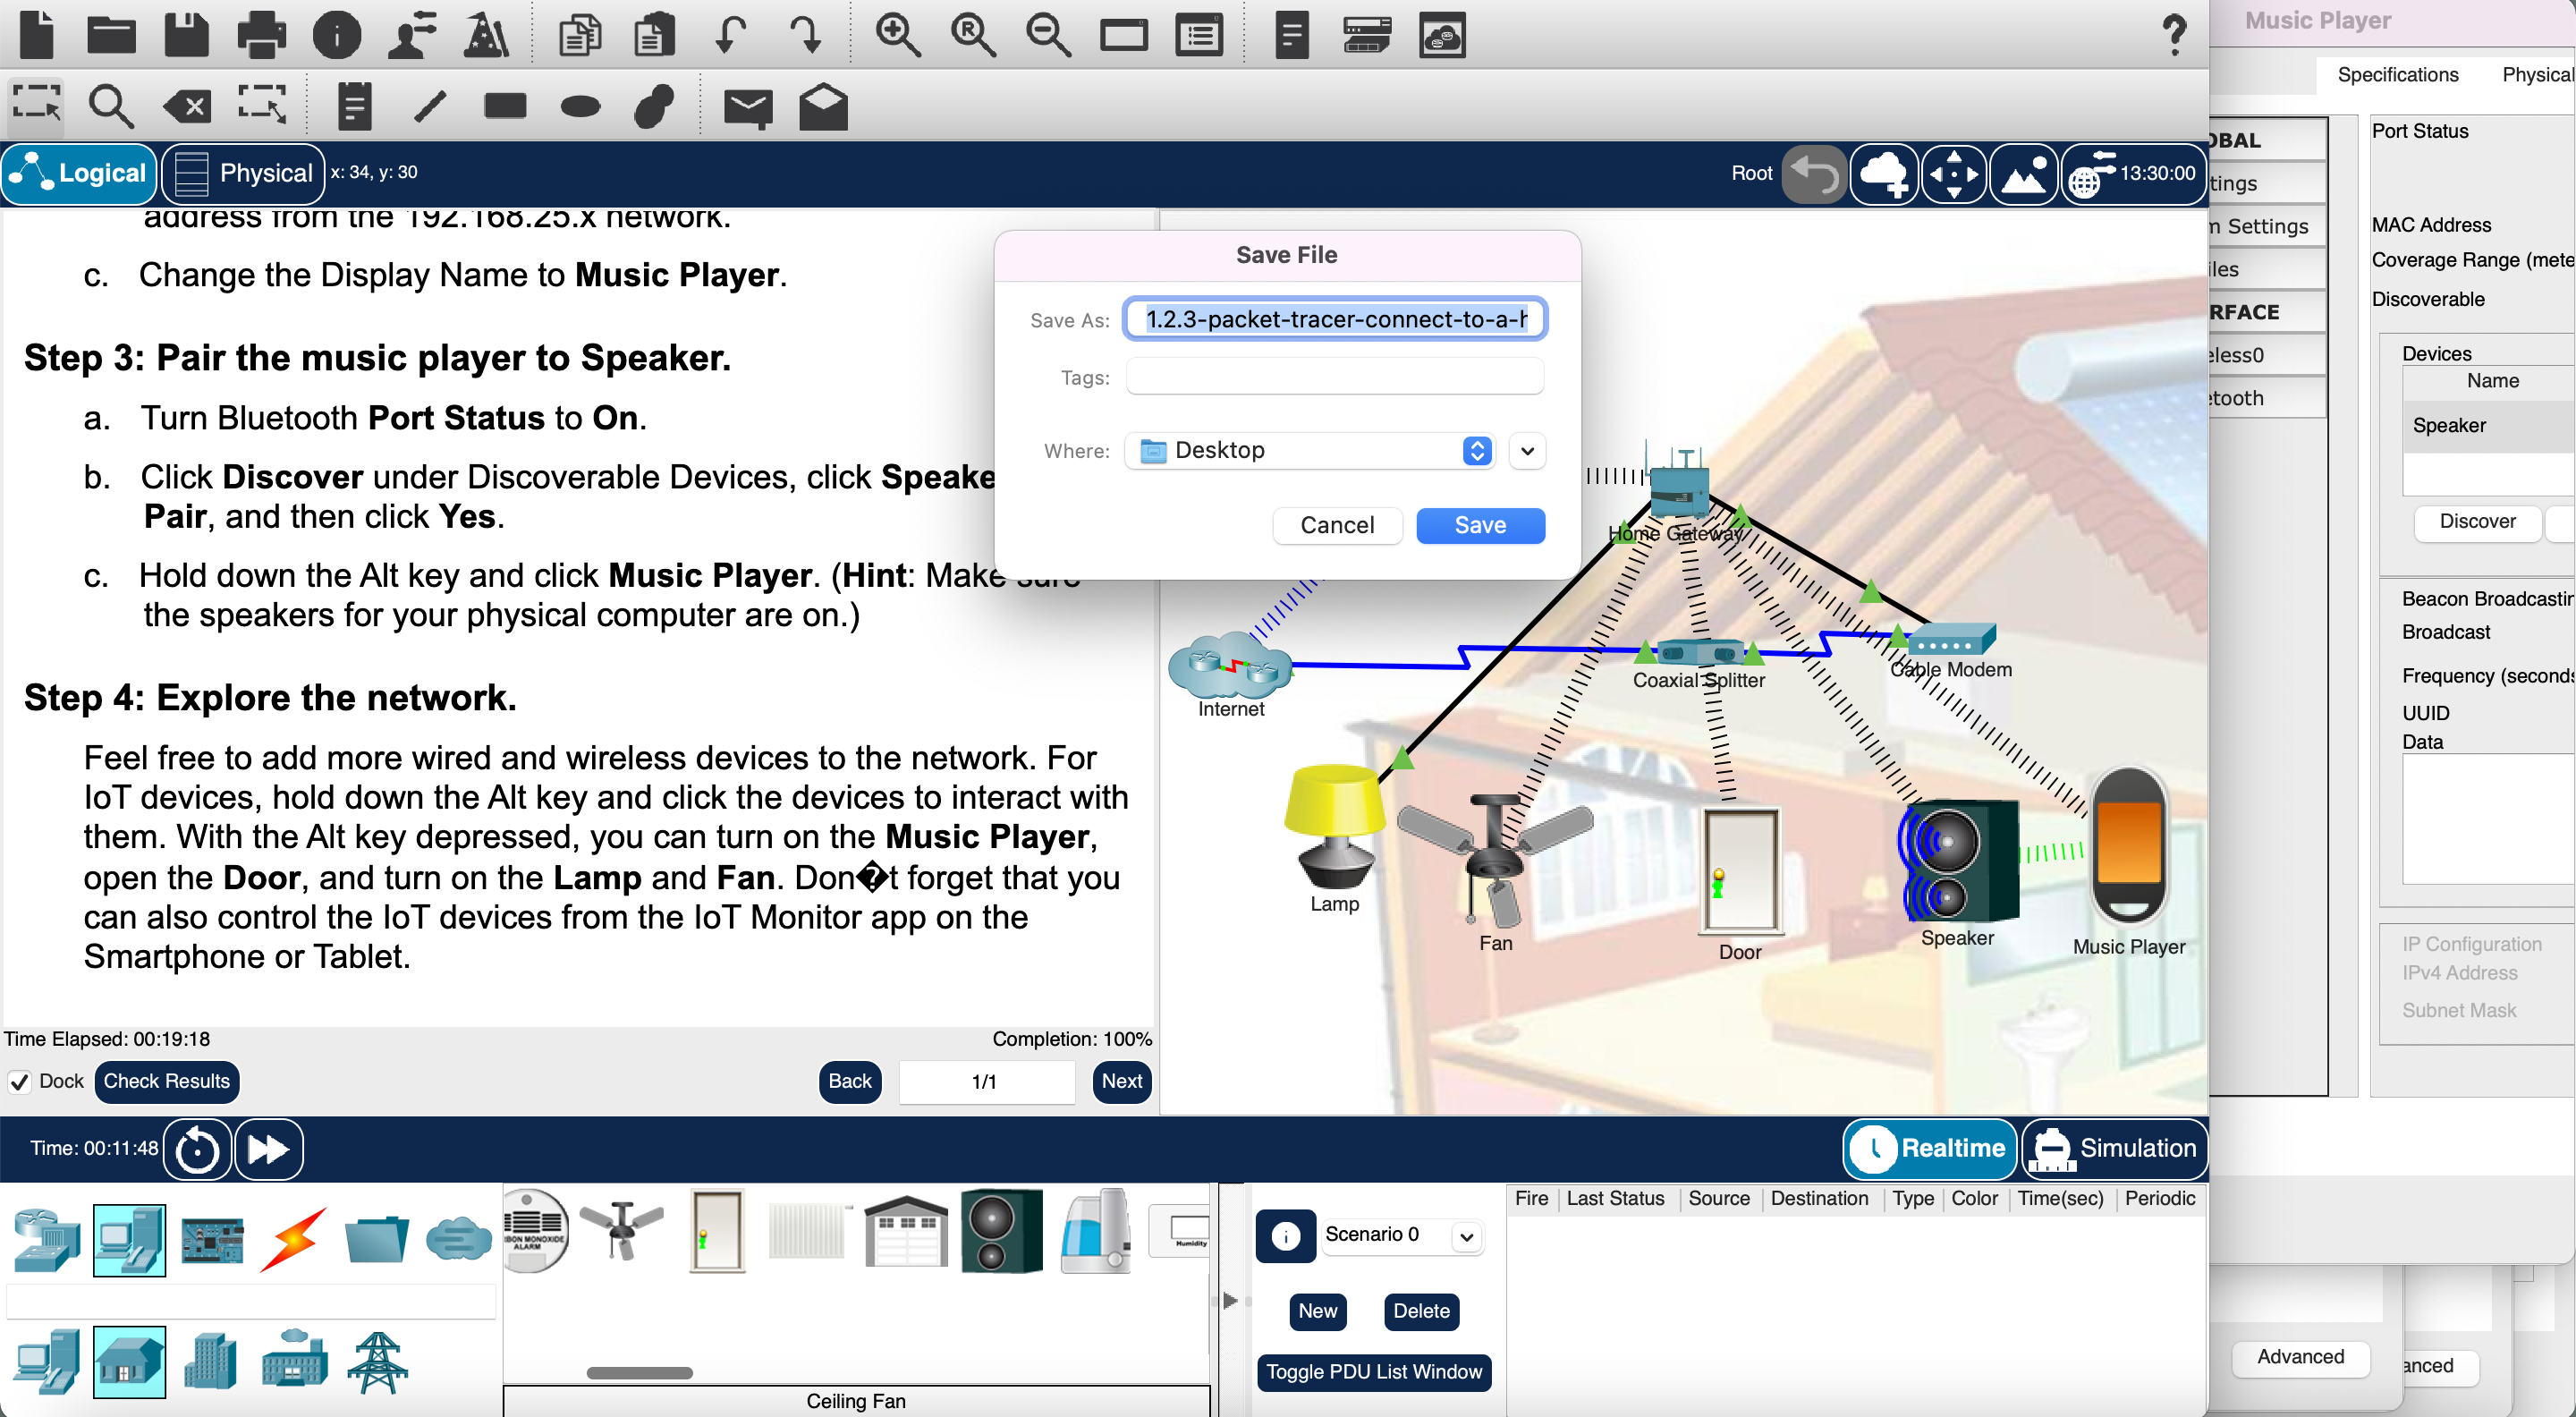 Music Player
Specifications
Physical
Logical
Physical
x: 34, y: 30
Root
13:30:00
address from the 192.168.25.x network.
c. Change the Display Name to Music Player.
Step 3: Pair the music player to Speaker.
a. Turn Bluetooth Port Status to On.
b. Click Discover under Discoverable Devices, click Speake
Pair, and then click Yes.
c. Hold down the Alt key and click Music Player. (Hint: Make sure
the speakers for your physical computer are on.)
Step 4: Explore the network.
Feel free to add more wired and wireless devices to the network. For
IoT devices, hold down the Alt key and click the devices to interact with
them. With the Alt key depressed, you can turn on the Music Player,
open the Door, and turn on the Lamp and Fan. Don�t forget that you
can also control the IoT devices from the IoT Monitor app on the
Smartphone or Tablet.
Time Elapsed: 00:19:18
Completion: 100%
Dock
Check Results
Back
1/1
Next
Save File
Save As: 1.2.3-packet-tracer-connect-to-a-h
Tags:
Where: Desktop
Cancel
Save
Home Gateway
Internet
Coaxial Splitter
Cable Modem
Lamp
Fan
Door
Speaker
Music Player
OBAL
tings
m Settings
iles
RFACE
eless0
etooth
Port Status
MAC Address
Coverage Range (mete
Discoverable
Devices
Name
Speaker
Discover
Beacon Broadcastin
Broadcast
Frequency (seconds
UUID
Data
IP Configuration
IPv4 Address
Subnet Mask
Time: 00:11:48
Realtime
Simulation
BON MONOXIDE
ALARM
Humidity
Ceiling Fan
Scenario 0
New
Delete
Toggle PDU List Window
Fire Last Status Source Destination Type Color Time(sec) Periodic
Advanced
anced